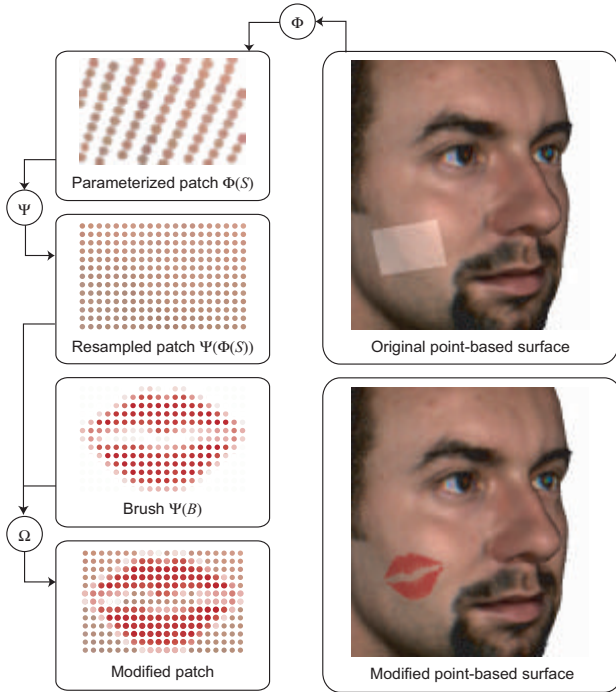 Φ
Parameterized patch Φ(S)
Ψ
Resampled patch Ψ(Φ(S))
Original point-based surface
Brush Ψ(B)
Ω
Modified patch
Modified point-based surface